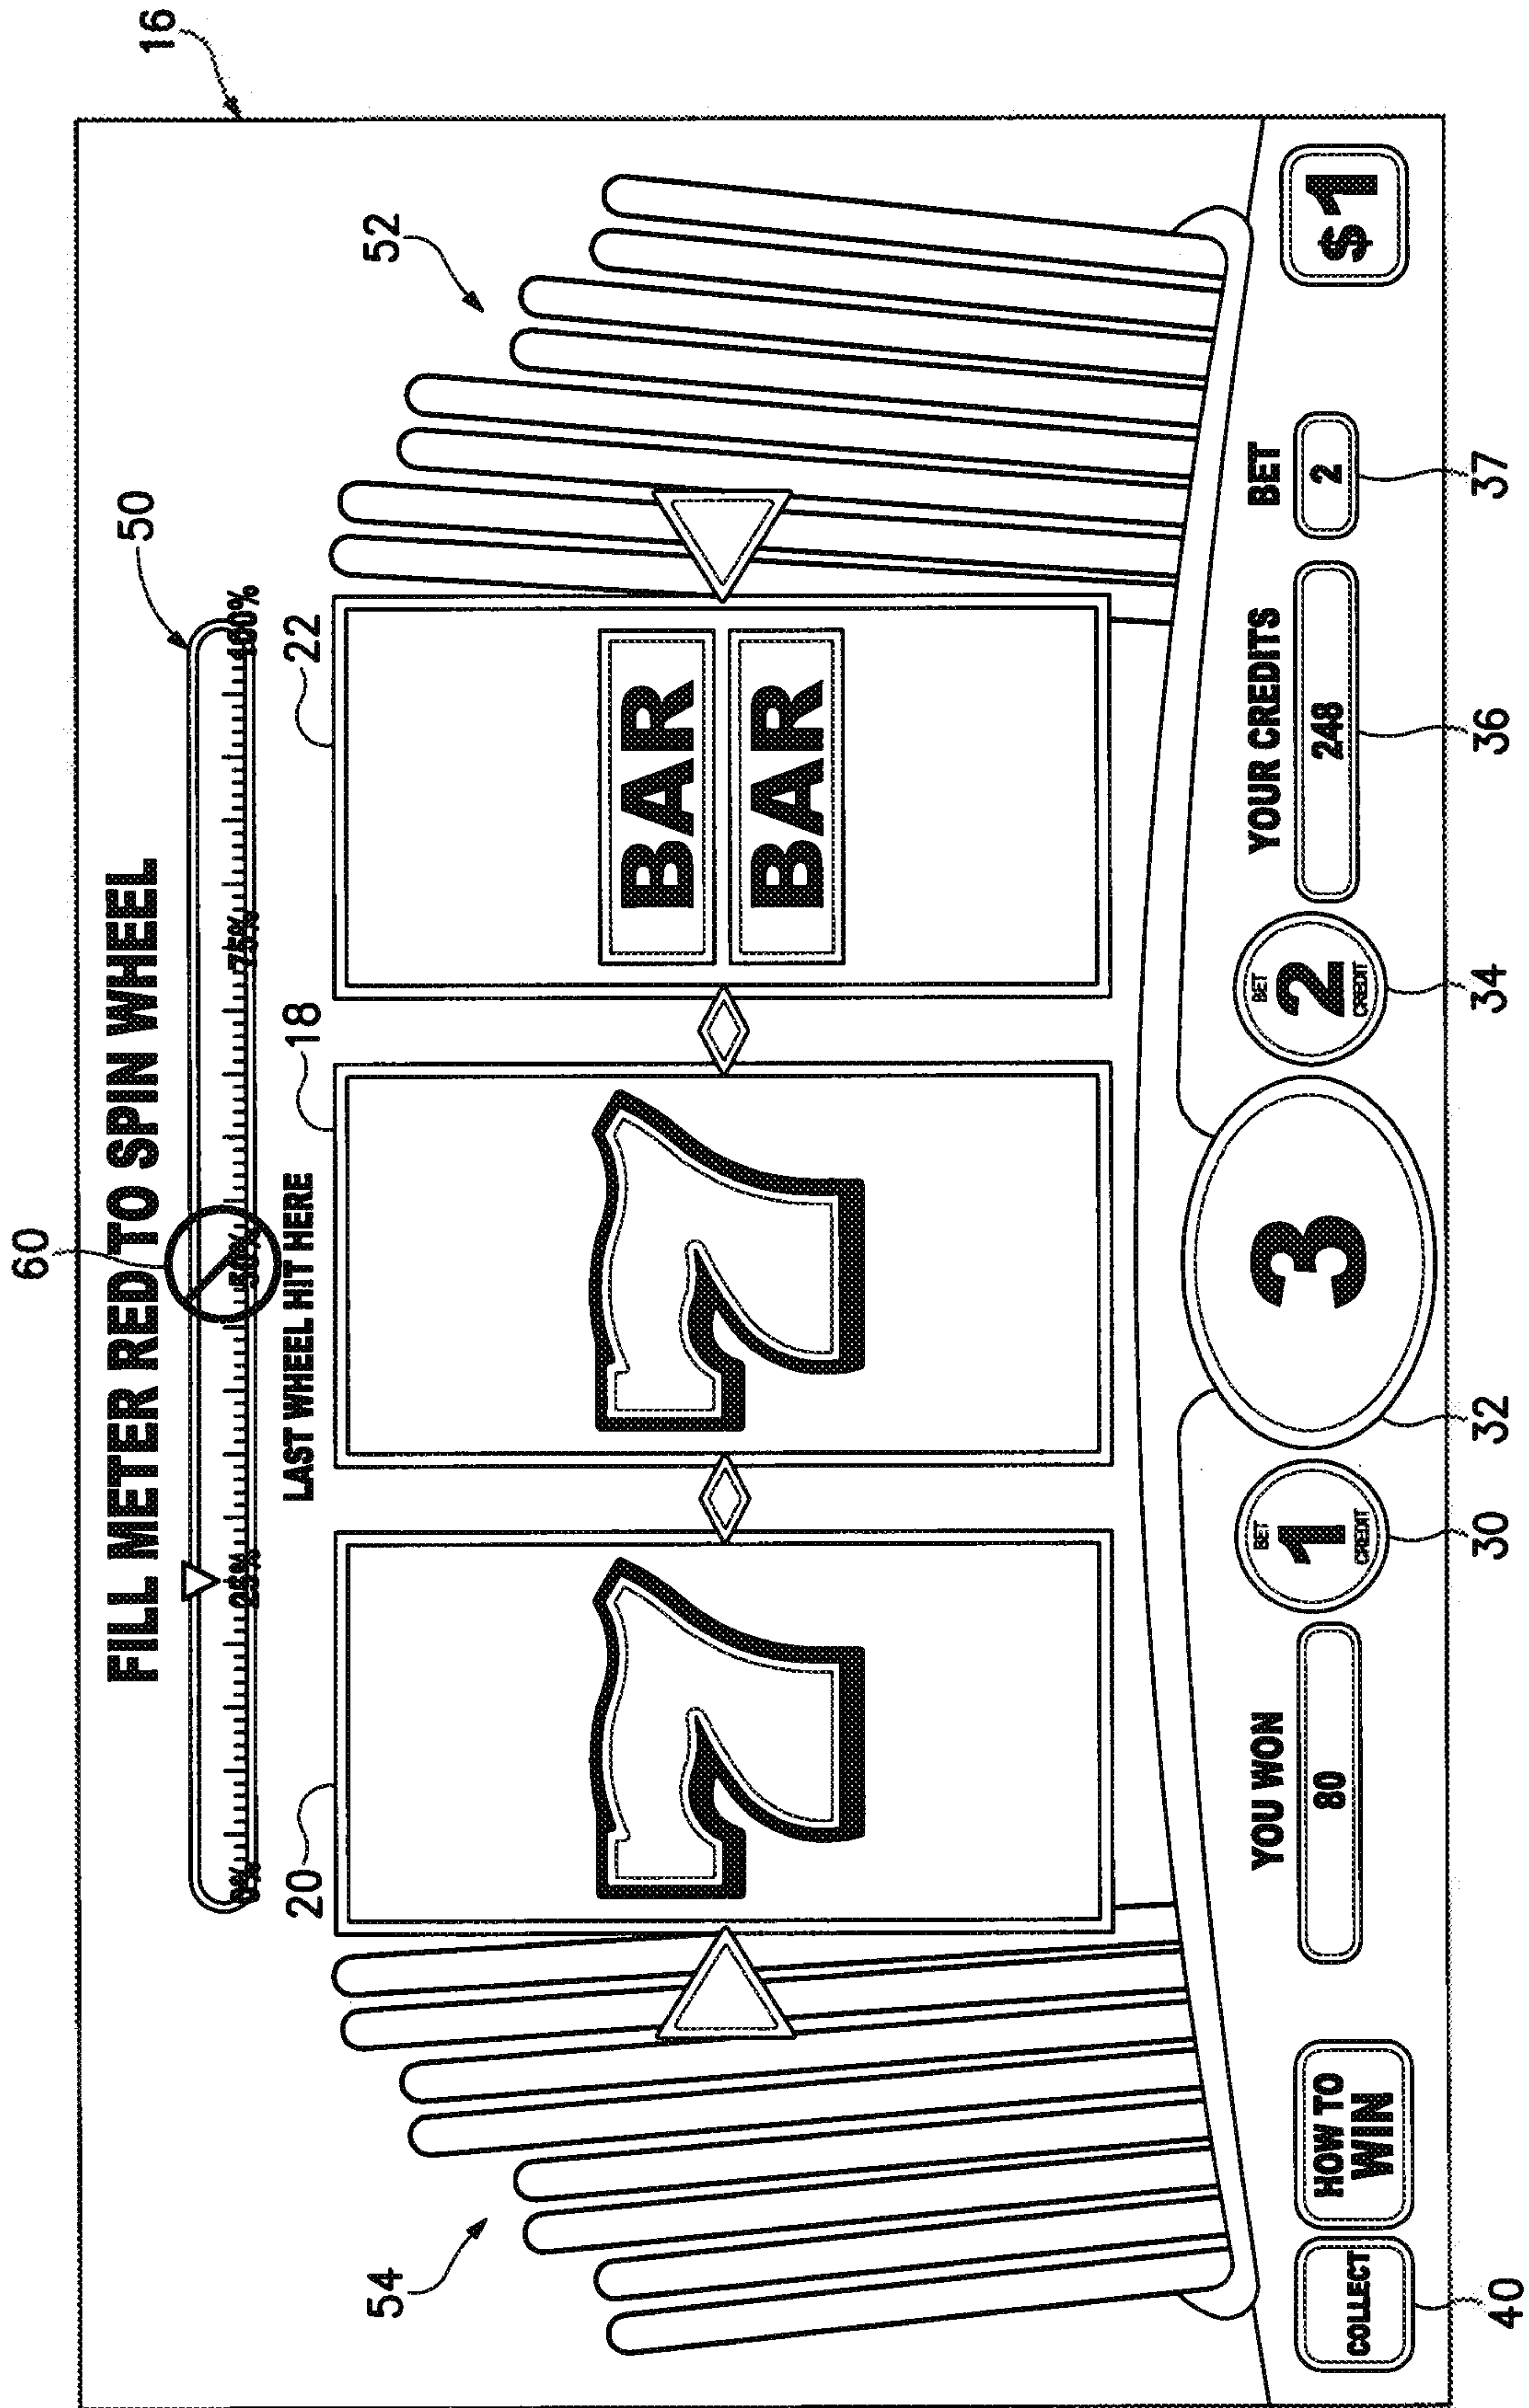 16
60
FILL METER RED TO SPIN WHEEL
50
0% 25% 50% 75% 100%
54
20
LAST WHEEL HIT HERE
18
22
52
BAR
BAR
YOU WON
YOUR CREDITS
BET
COLLECT
HOW TO
WIN
80
BET
1
CREDIT
3
BET
2
CREDIT
248
2
$1
40
30
32
34
36
37